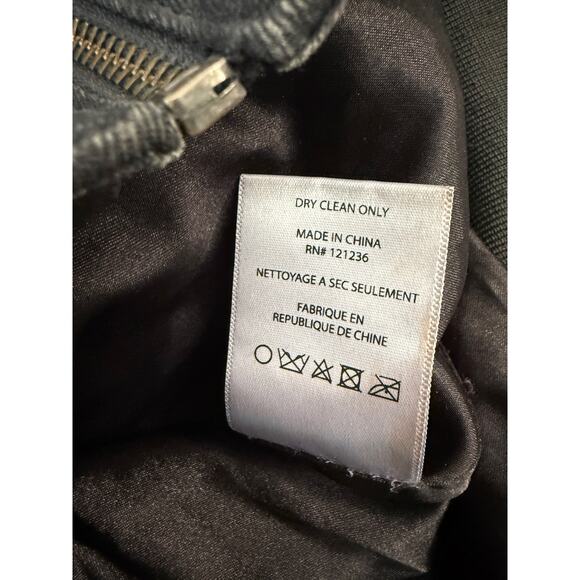 DRY CLEAN ONLY
MADE IN CHINA
RN# 121236
NETTOYAGE A SEC SEULEMENT
FABRIQUE EN
REPUBLIQUE DE CHINE